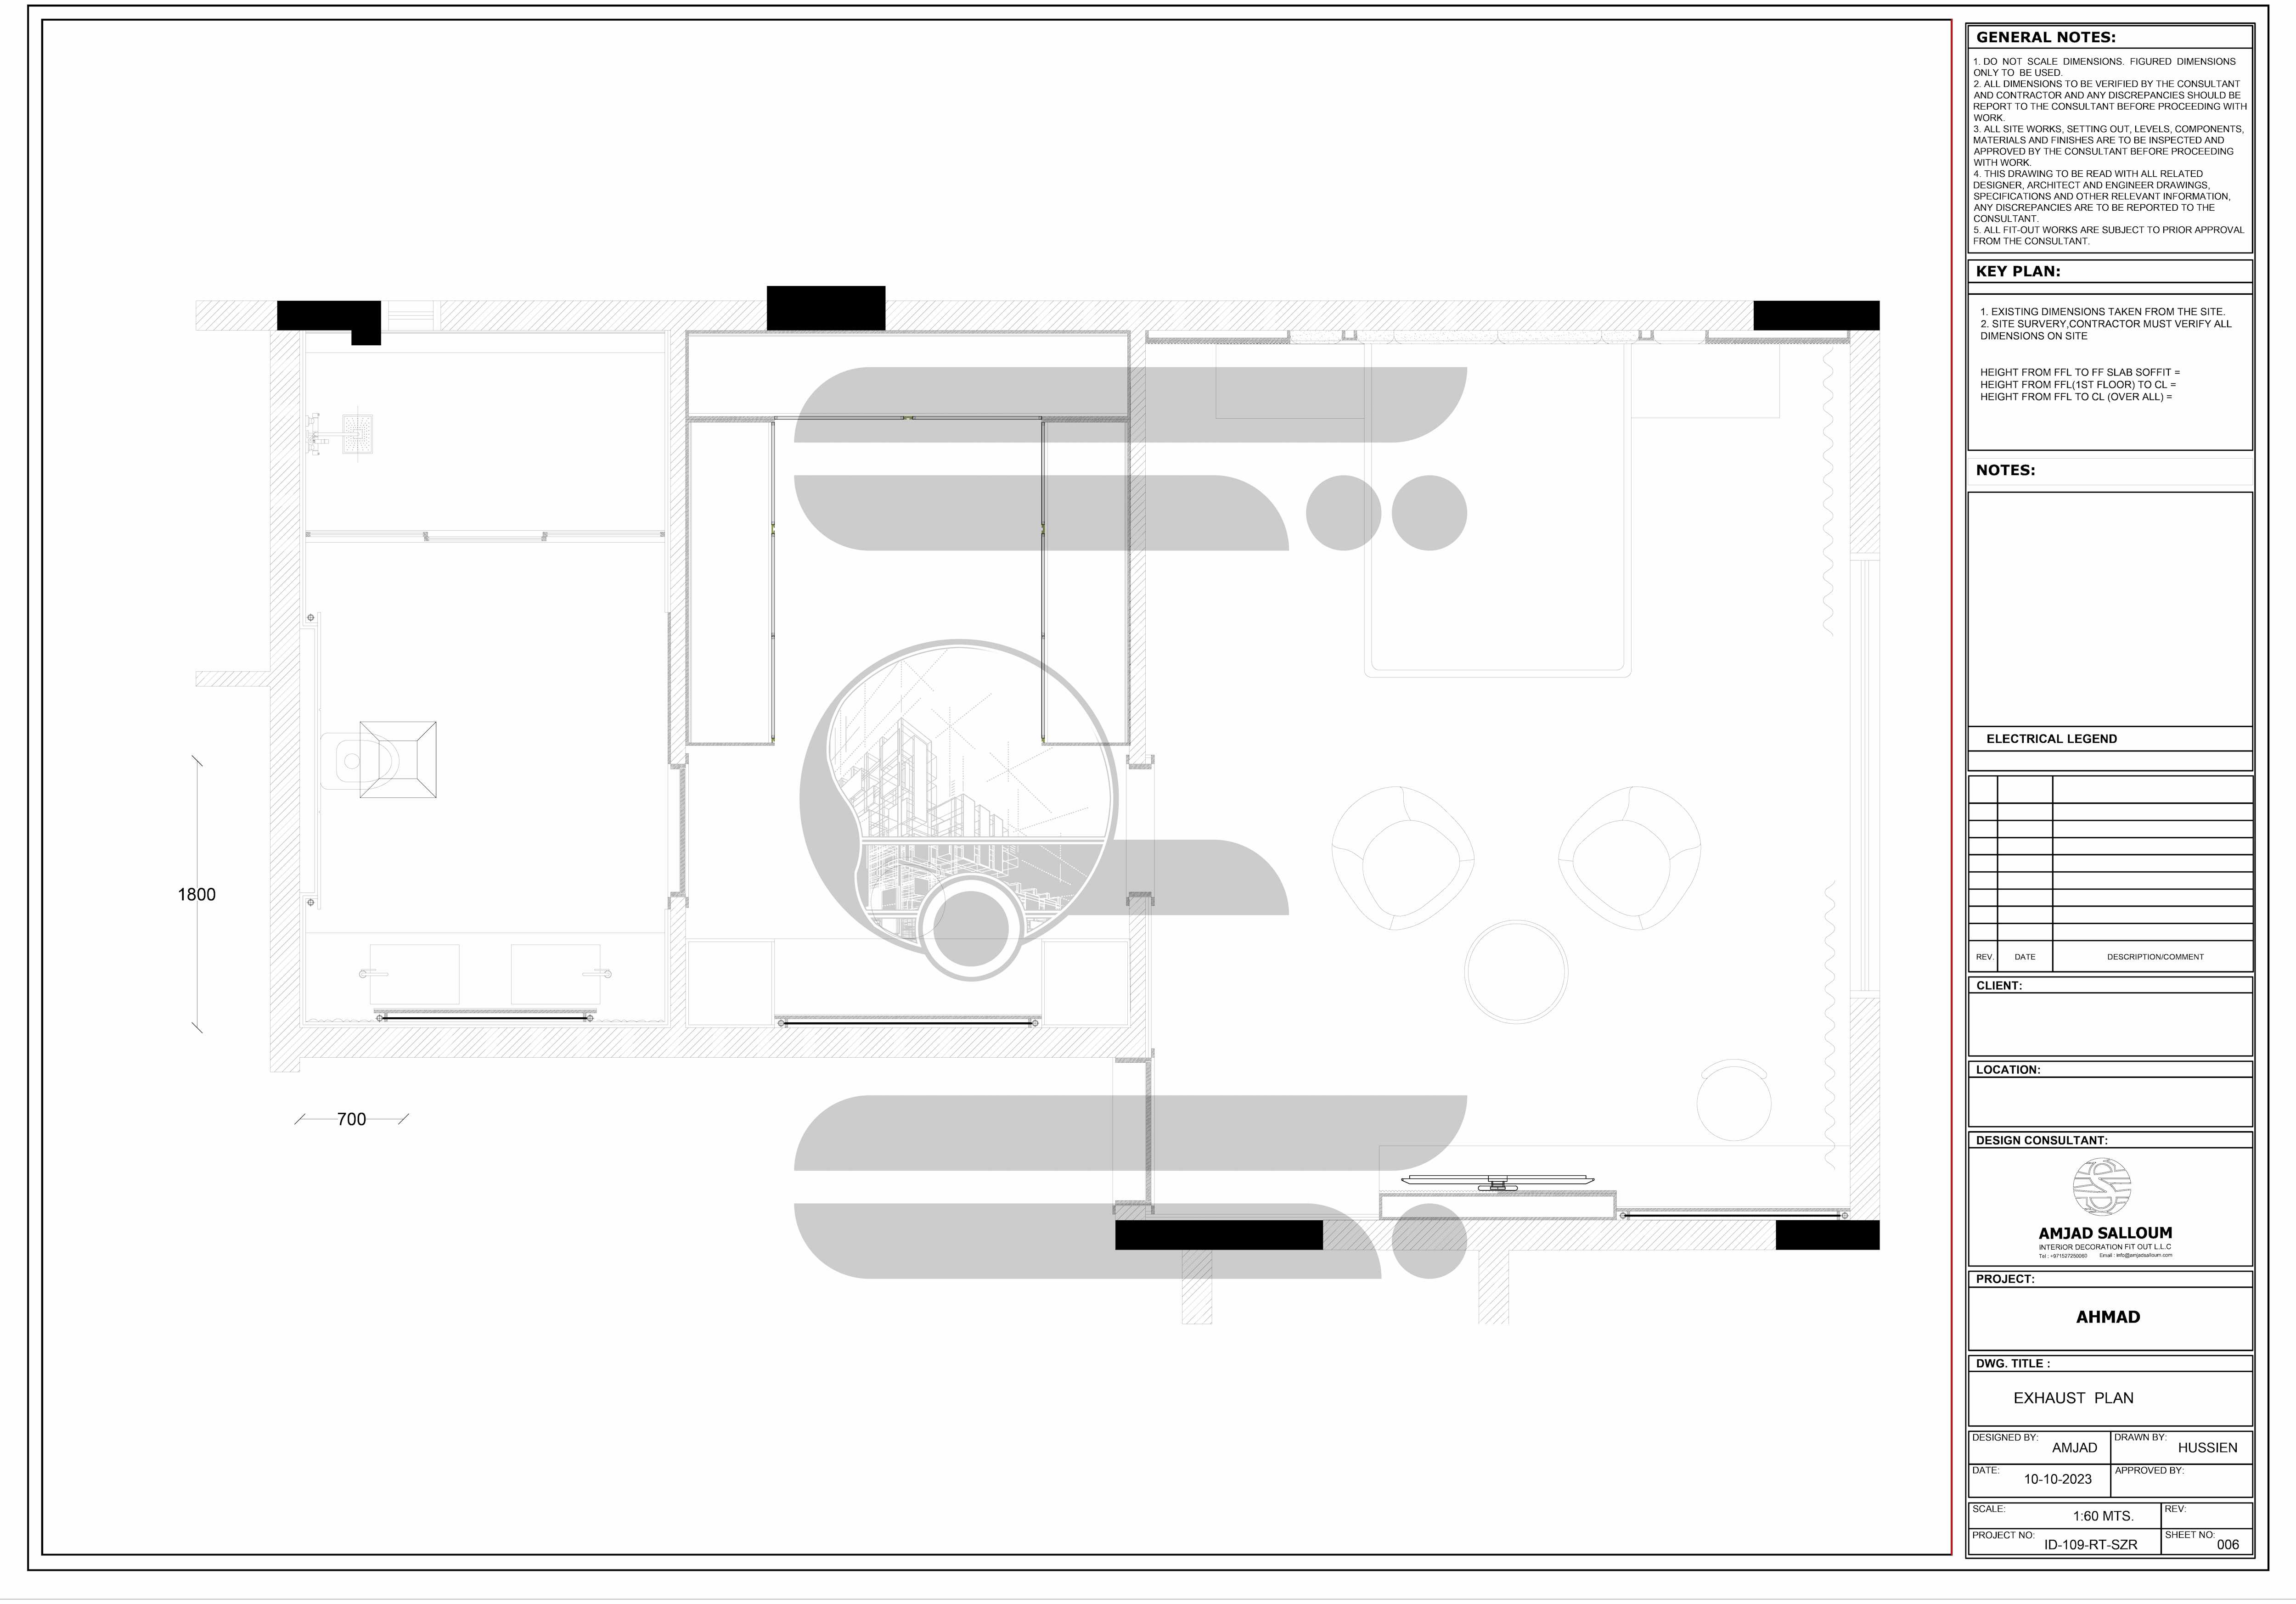 GENERAL NOTES:
1. DO NOT SCALE DIMENSIONS. FIGURED DIMENSIONS
ONLY TO BE USED.
2. ALL DIMENSIONS TO BE VERIFIED BY THE CONSULTANT
AND CONTRACTOR AND ANY DISCREPANCIES SHOULD BE
REPORT TO THE CONSULTANT BEFORE PROCEEDING WITH
WORK.
3. ALL SITE WORKS, SETTING OUT, LEVELS, COMPONENTS,
MATERIALS AND FINISHES ARE TO BE INSPECTED AND
APPROVED BY THE CONSULTANT BEFORE PROCEEDING
WITH WORK.
4. THIS DRAWING TO BE READ WITH ALL RELATED
DESIGNER, ARCHITECT AND ENGINEER DRAWINGS,
SPECIFICATIONS AND OTHER RELEVANT INFORMATION,
ANY DISCREPANCIES ARE TO BE REPORTED TO THE
CONSULTANT.
5. ALL FIT-OUT WORKS ARE SUBJECT TO PRIOR APPROVAL
FROM THE CONSULTANT.
KEY PLAN:
1. EXISTING DIMENSIONS TAKEN FROM THE SITE.
2. SITE SURVERY,CONTRACTOR MUST VERIFY ALL
DIMENSIONS ON SITE
HEIGHT FROM FFL TO FF SLAB SOFFIT =
HEIGHT FROM FFL(1ST FLOOR) TO CL =
HEIGHT FROM FFL TO CL (OVER ALL) =
NOTES:
ELECTRICAL LEGEND
REV. DATE DESCRIPTION/COMMENT
CLIENT:
LOCATION:
DESIGN CONSULTANT:
AMJAD SALLOUM
INTERIOR DECORATION FIT OUT L.L.C
Tel : +971527250060 Email : info@amjadsalloum.com
PROJECT:
AHMAD
DWG. TITLE :
EXHAUST PLAN
DESIGNED BY: AMJAD
DRAWN BY: HUSSIEN
DATE: 10-10-2023
APPROVED BY:
SCALE: 1:60 MTS.
REV:
PROJECT NO: ID-109-RT-SZR
SHEET NO: 006
1800
700